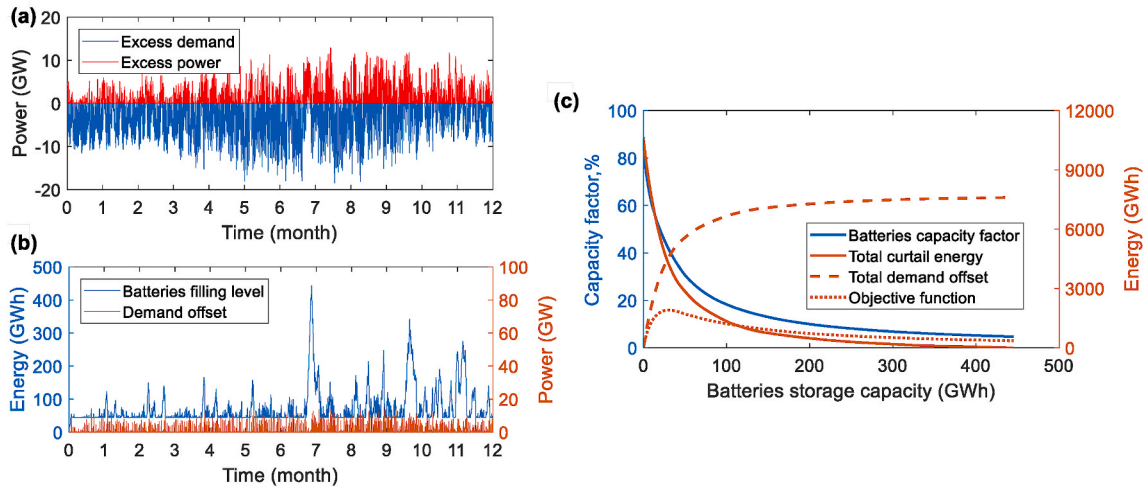 (a)
20
10
0
-10
-20
Power (GW)
Excess demand
Excess power
0 1 2 3 4 5 6 7 8 9 10 11 12
Time (month)
(b)
500
400
300
200
100
0
Energy (GWh)
Batteries filling level
Demand offset
100
80
60
40
20
0
Power (GW)
0 1 2 3 4 5 6 7 8 9 10 11 12
Time (month)
(c)
100
80
60
40
20
0
Capacity factor,%
Batteries capacity factor
Total curtail energy
Total demand offset
Objective function
12000
9000
6000
3000
0
Energy (GWh)
0 100 200 300 400 500
Batteries storage capacity (GWh)